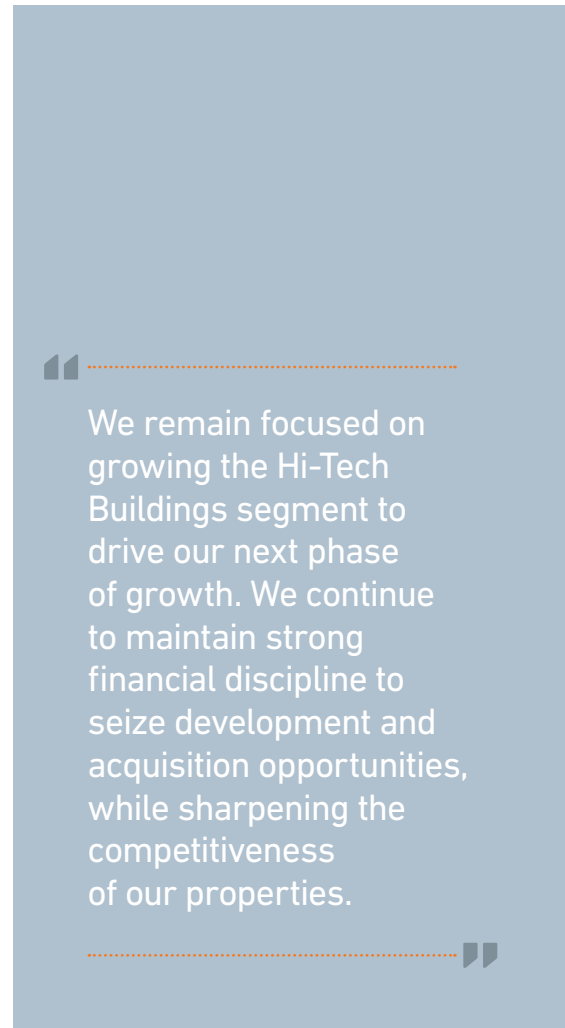 “
We remain focused on
growing the Hi-Tech
Buildings segment to
drive our next phase
of growth. We continue
to maintain strong
financial discipline to
seize development and
acquisition opportunities,
while sharpening the
competitiveness
of our properties.
”